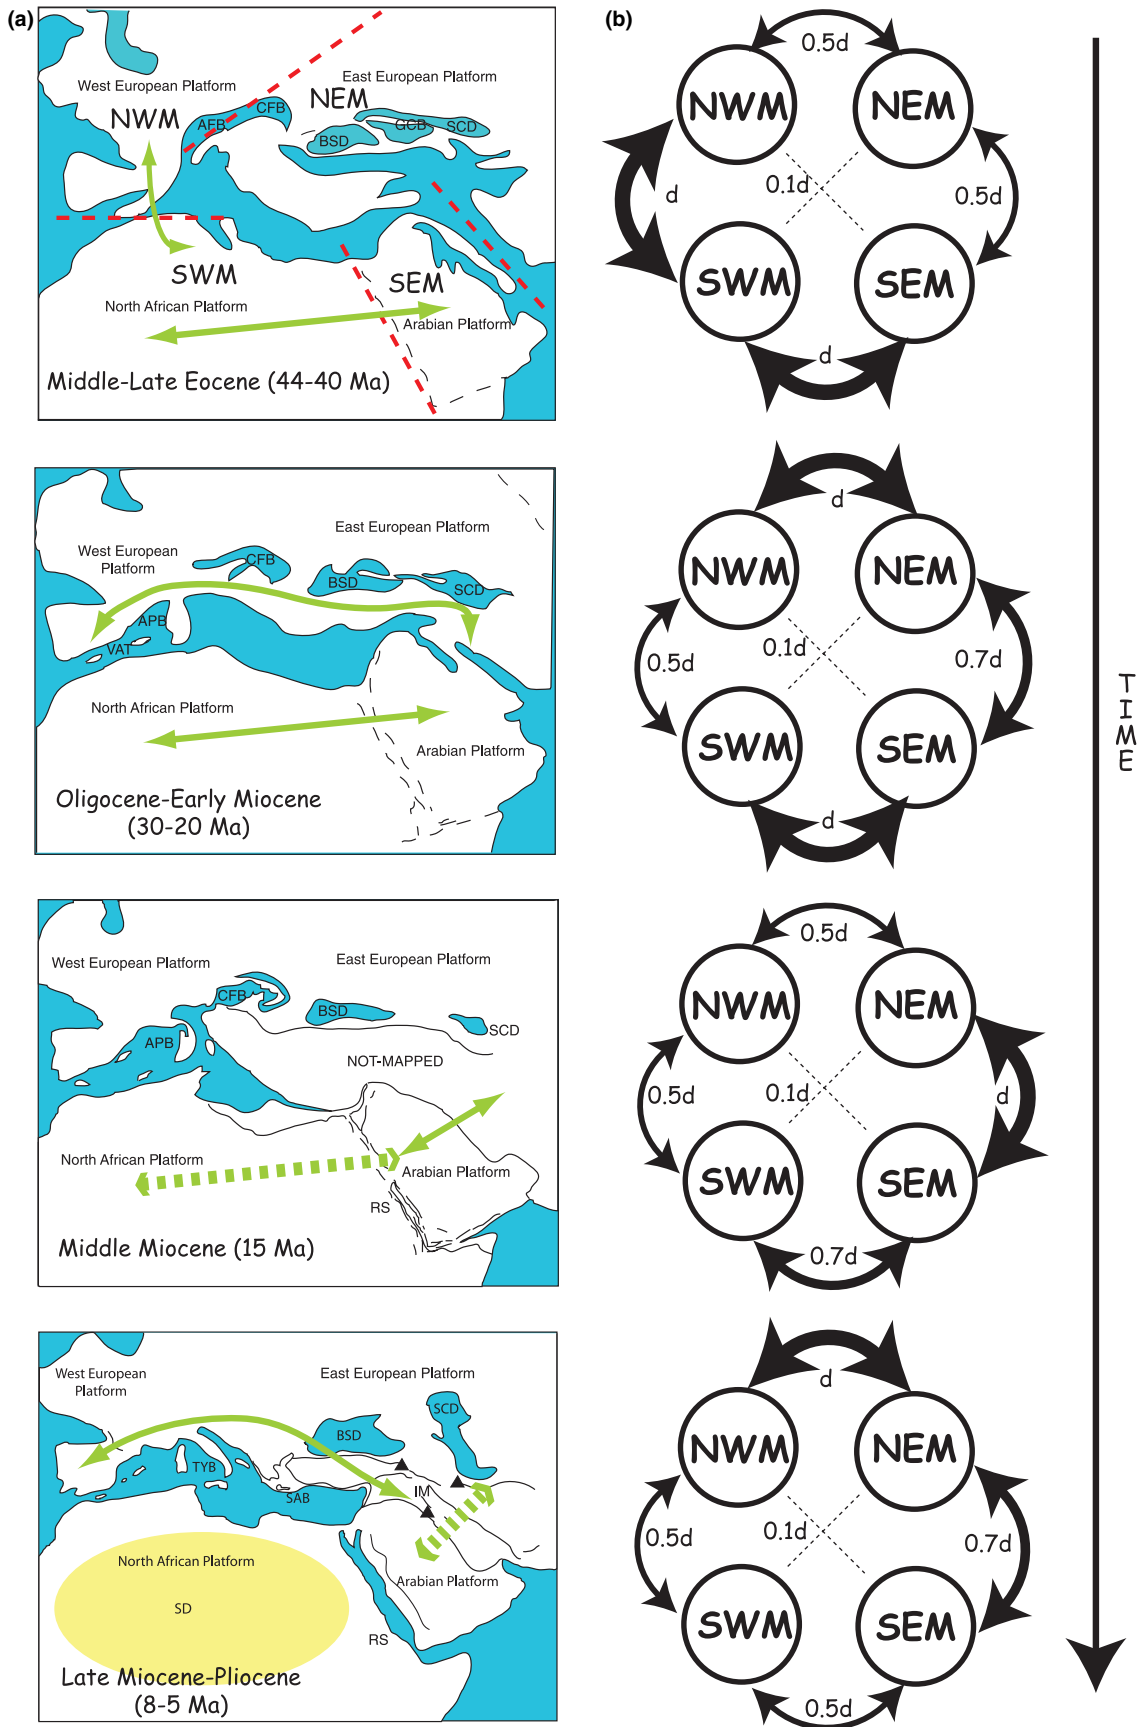 (a)
West European Platform
East European Platform
NWM
NEM
CFB
AFB
BSD
GCB
SCD
SWM
SEM
North African Platform
Arabian Platform
Middle-Late Eocene (44-40 Ma)
East European Platform
West European
Platform
CFB
BSD
SCD
APB
VAT
North African Platform
Arabian Platform
Oligocene-Early Miocene
(30-20 Ma)
West European Platform
East European Platform
CFB
BSD
SCD
APB
NOT-MAPPED
North African Platform
Arabian Platform
RS
Middle Miocene (15 Ma)
West European
Platform
East European Platform
SCD
BSD
TYB
SAB
IM
North African Platform
Arabian Platform
SD
RS
Late Miocene-Pliocene
(8-5 Ma)
(b)
0.5d
NWM
NEM
d
0.1d
0.5d
SWM
SEM
d
d
NWM
NEM
0.5d
0.1d
0.7d
SWM
SEM
d
0.5d
NWM
NEM
0.5d
0.1d
d
SWM
SEM
0.7d
d
NWM
NEM
0.5d
0.1d
0.7d
SWM
SEM
0.5d
TIME